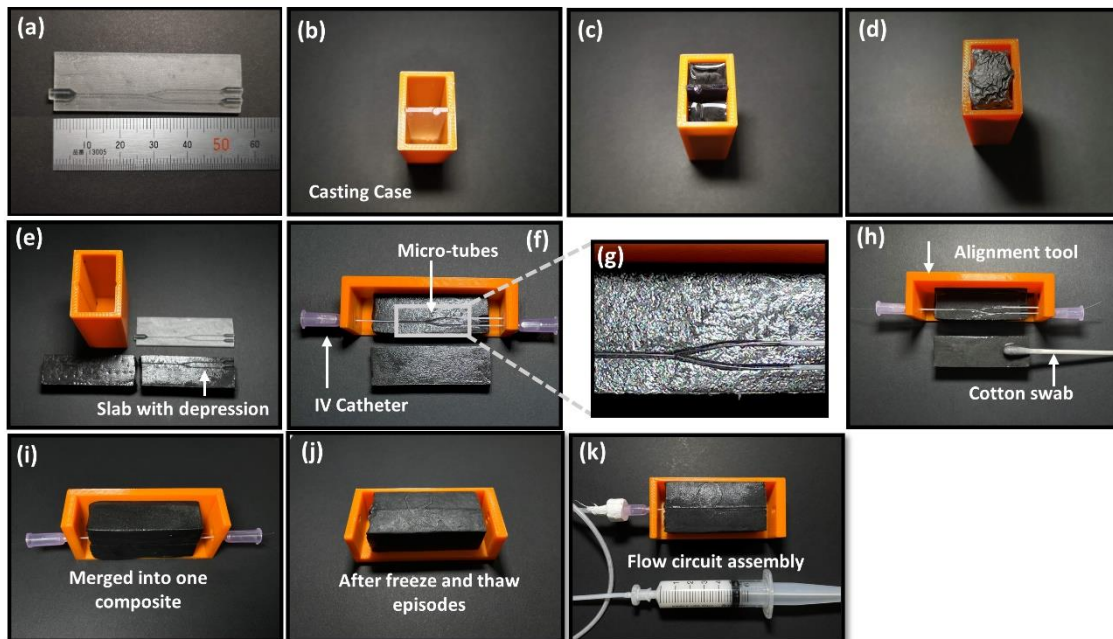 (a)
10 20 30 40 50 60
(b)
Casting Case
(c)
(d)
(e)
Slab with depression
(f)
Micro-tubes
IV Catheter
(g)
(h)
Alignment tool
Cotton swab
(i)
Merged into one
composite
(j)
After freeze and thaw
episodes
(k)
Flow circuit assembly